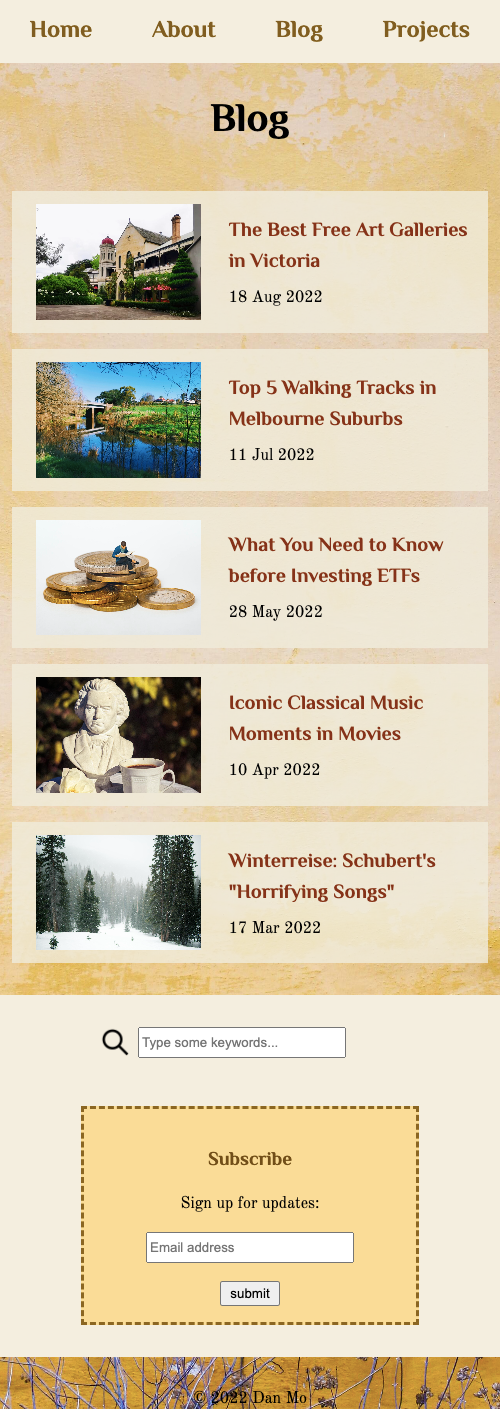 Home About Blog Projects
Blog
The Best Free Art Galleries
in Victoria
18 Aug 2022
Top 5 Walking Tracks in
Melbourne Suburbs
11 Jul 2022
What You Need to Know
before Investing ETFs
28 May 2022
Iconic Classical Music
Moments in Movies
10 Apr 2022
Winterreise: Schubert's
"Horrifying Songs"
17 Mar 2022
Type some keywords...
Subscribe
Sign up for updates:
Email address
submit
© 2022 Dan Mo